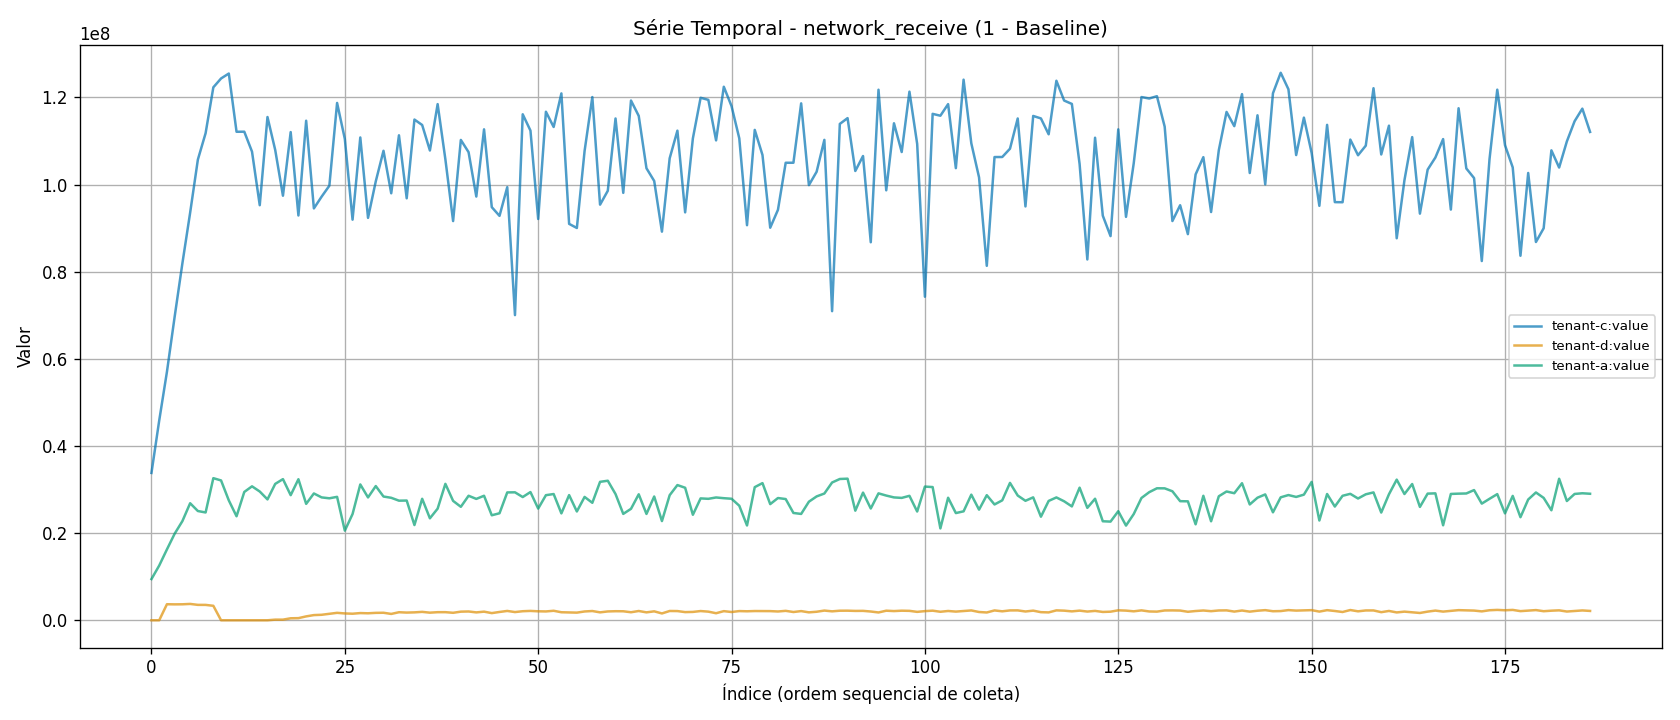 Série Temporal - network_receive (1 - Baseline)
1e8
1.2
1.0
0.8
0.6
0.4
0.2
0.0
Valor
tenant-c:value
tenant-d:value
tenant-a:value
0 25 50 75 100 125 150 175
Índice (ordem sequencial de coleta)